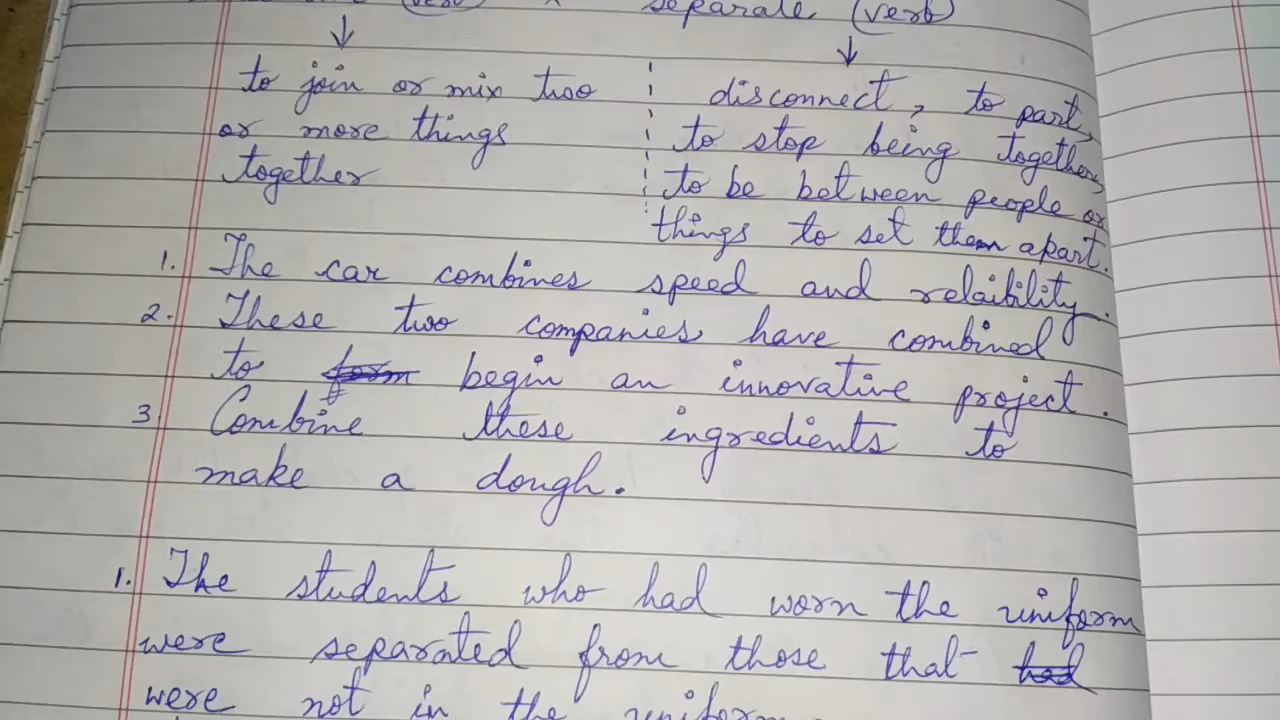 (verb) × separate (verb)
↓ ↓
to join or mix two
or more things
together
disconnect, to part,
to stop being together,
to be between people or
things to set them apart.
1. The car combines speed and relaibility.
2. These two companies have combined
to form begin an innovative project.
3. Combine these ingredients to
make a dough.
1. The students who had worn the uniform
were separated from those that had
were not in the uniform